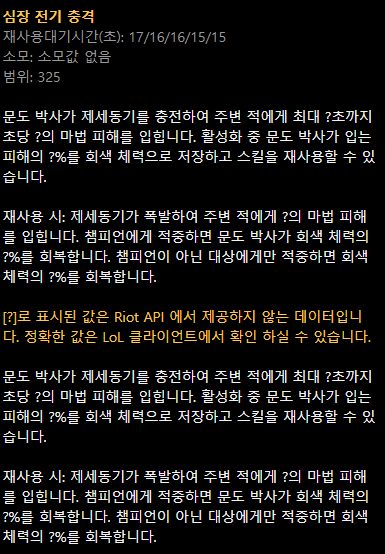 심장 전기 충격
재사용대기시간(초): 17/16/16/15/15
소모: 소모값 없음
범위: 325
문도 박사가 제세동기를 충전하여 주변 적에게 최대 ?초까지
초당 ?의 마법 피해를 입힙니다. 활성화 중 문도 박사가 입는
피해의 ?%를 회색 체력으로 저장하고 스킬을 재사용할 수 있
습니다.
재사용 시: 제세동기가 폭발하여 주변 적에게 ?의 마법 피해
를 입힙니다. 챔피언에게 적중하면 문도 박사가 회색 체력의
?%를 회복합니다. 챔피언이 아닌 대상에게만 적중하면 회색
체력의 ?%를 회복합니다.
[?]로 표시된 값은 Riot API 에서 제공하지 않는 데이터입니
다. 정확한 값은 LoL 클라이언트에서 확인 하실 수 있습니다.
문도 박사가 제세동기를 충전하여 주변 적에게 최대 ?초까지
초당 ?의 마법 피해를 입힙니다. 활성화 중 문도 박사가 입는
피해의 ?%를 회색 체력으로 저장하고 스킬을 재사용할 수 있
습니다.
재사용 시: 제세동기가 폭발하여 주변 적에게 ?의 마법 피해
를 입힙니다. 챔피언에게 적중하면 문도 박사가 회색 체력의
?%를 회복합니다. 챔피언이 아닌 대상에게만 적중하면 회색
체력의 ?%를 회복합니다.